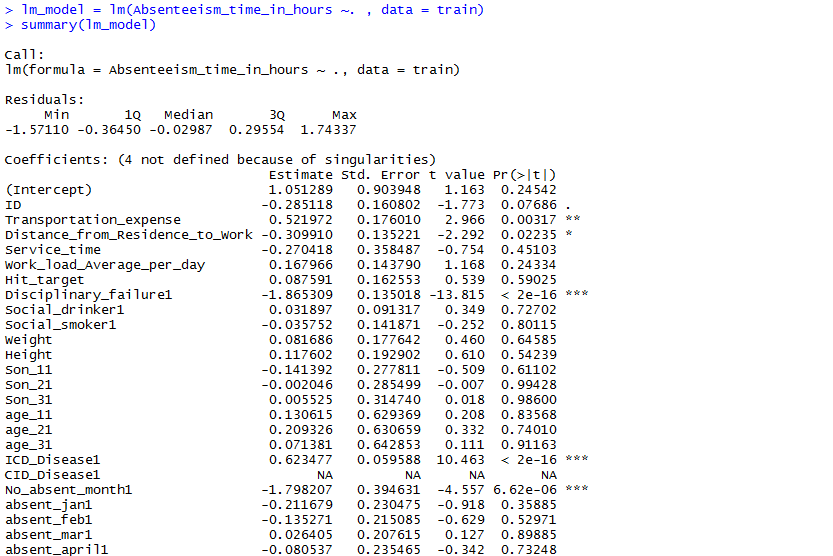 > lm_model = lm(Absenteeism_time_in_hours ~. , data = train)
> summary(lm_model)
Call:
lm(formula = Absenteeism_time_in_hours ~ ., data = train)
Residuals:
     Min       1Q   Median       3Q      Max
-1.57110 -0.36450 -0.02987  0.29554  1.74337
Coefficients: (4 not defined because of singularities)
                                Estimate Std. Error t value Pr(>|t|)
(Intercept)                     1.051289   0.903948   1.163  0.24542
ID                             -0.285118   0.160802  -1.773  0.07686 .
Transportation_expense          0.521972   0.176010   2.966  0.00317 **
Distance_from_Residence_to_Work -0.309910   0.135221  -2.292  0.02235 *
Service_time                   -0.270418   0.358487  -0.754  0.45103
Work_load_Average_per_day       0.167966   0.143790   1.168  0.24334
Hit_target                      0.087591   0.162553   0.539  0.59025
Disciplinary_failure1          -1.865309   0.135018 -13.815  < 2e-16 ***
Social_drinker1                 0.031897   0.091317   0.349  0.72702
Social_smoker1                 -0.035752   0.141871  -0.252  0.80115
Weight                          0.081686   0.177642   0.460  0.64585
Height                          0.117602   0.192902   0.610  0.54239
Son_11                         -0.141392   0.277811  -0.509  0.61102
Son_21                         -0.002046   0.285499  -0.007  0.99428
Son_31                          0.005525   0.314740   0.018  0.98600
age_11                          0.130615   0.629369   0.208  0.83568
age_21                          0.209326   0.630659   0.332  0.74010
age_31                          0.071381   0.642853   0.111  0.91163
ICD_Disease1                    0.623477   0.059588  10.463  < 2e-16 ***
CID_Disease1                          NA         NA      NA       NA
No_absent_month1               -1.798207   0.394631  -4.557 6.62e-06 ***
absent_jan1                    -0.211679   0.230475  -0.918  0.35885
absent_feb1                    -0.135271   0.215085  -0.629  0.52971
absent_mar1                     0.026405   0.207615   0.127  0.89885
absent_april1                  -0.080537   0.235465  -0.342  0.73248